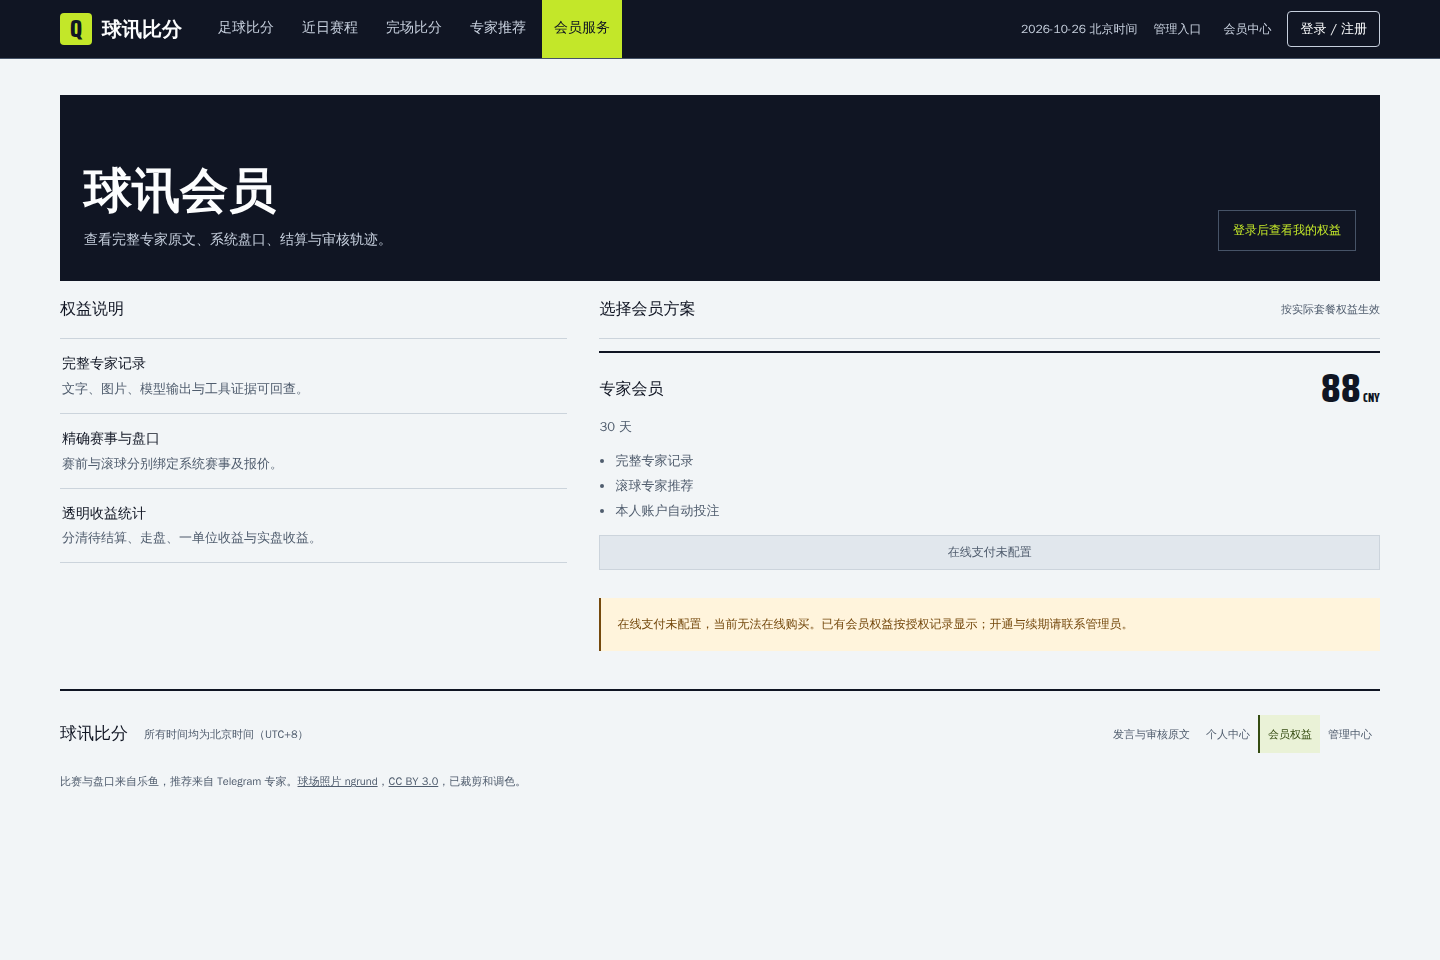 Q 球讯比分 足球比分 近日赛程 完场比分 专家推荐 会员服务 2026-10-26 北京时间 管理入口 会员中心 登录 / 注册
球讯会员
查看完整专家原文、系统盘口、结算与审核轨迹。
登录后查看我的权益
权益说明
完整专家记录
文字、图片、模型输出与工具证据可回查。
精确赛事与盘口
赛前与滚球分别绑定系统赛事及报价。
透明收益统计
分清待结算、走盘、一单位收益与实盘收益。
选择会员方案 按实际套餐权益生效
专家会员 88 CNY
30 天
• 完整专家记录
• 滚球专家推荐
• 本人账户自动投注
在线支付未配置
在线支付未配置，当前无法在线购买。已有会员权益按授权记录显示；开通与续期请联系管理员。
球讯比分 所有时间均为北京时间（UTC+8） 发言与审核原文 个人中心 会员权益 管理中心
比赛与盘口来自乐鱼，推荐来自 Telegram 专家。球场照片 ngrund，CC BY 3.0，已裁剪和调色。